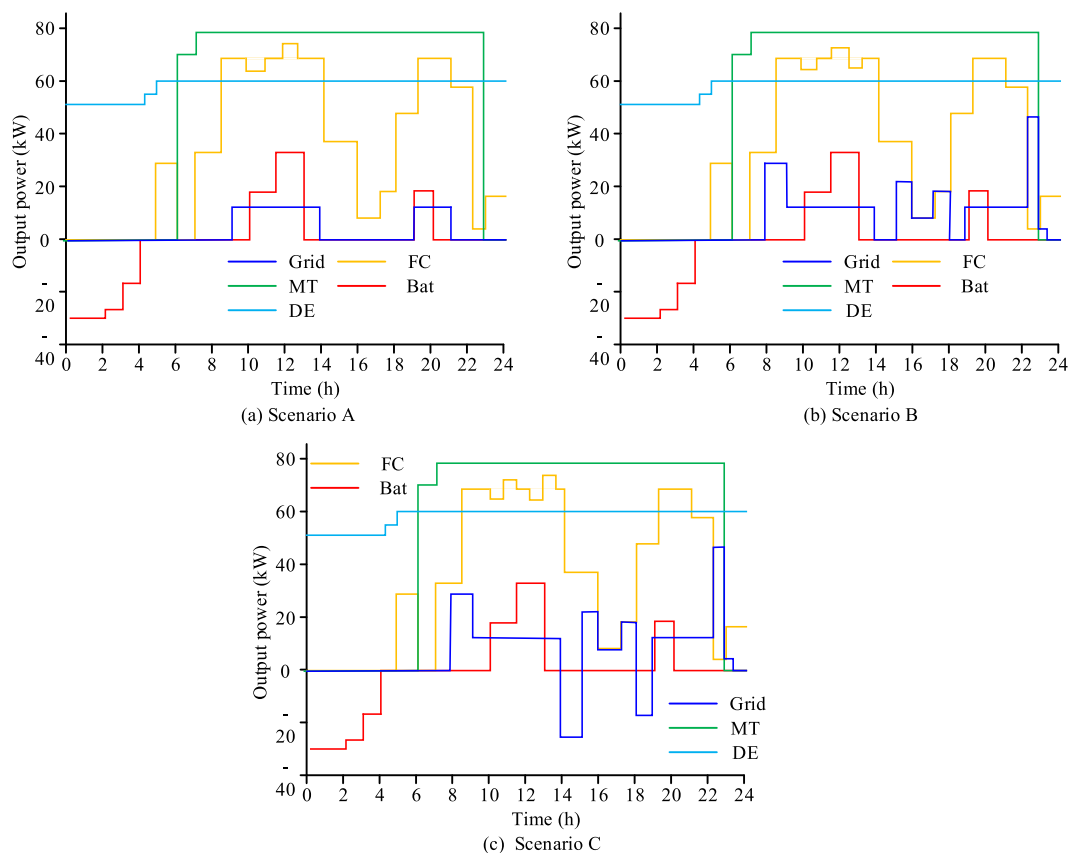 80
60
40
20
0
-
20
-
40
Output power (kW)
Grid
FC
MT
Bat
DE
0 2 4 6 8 10 12 14 16 18 20 22 24
Time (h)
(a) Scenario A
80
60
40
20
0
-
20
-
40
Output power (kW)
Grid
FC
MT
Bat
DE
0 2 4 6 8 10 12 14 16 18 20 22 24
Time (h)
(b) Scenario B
80
60
40
20
0
-
20
-
40
Output power (kW)
FC
Bat
Grid
MT
DE
0 2 4 6 8 10 12 14 16 18 20 22 24
Time (h)
(c) Scenario C